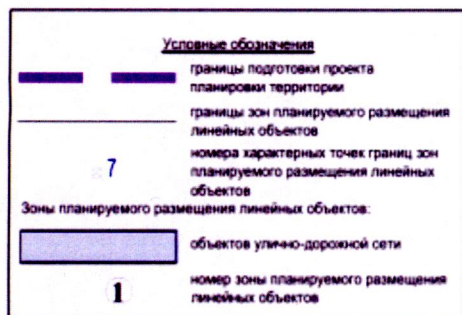 Условные обозначения
границы подготовки проекта
планировки территории
границы зон планируемого размещения
линейных объектов
7
номера характерных точек границ зон
планируемого размещения линейных
объектов
Зоны планируемого размещения линейных объектов:
объектов улично-дорожной сети
1
номер зоны планируемого размещения
линейных объектов